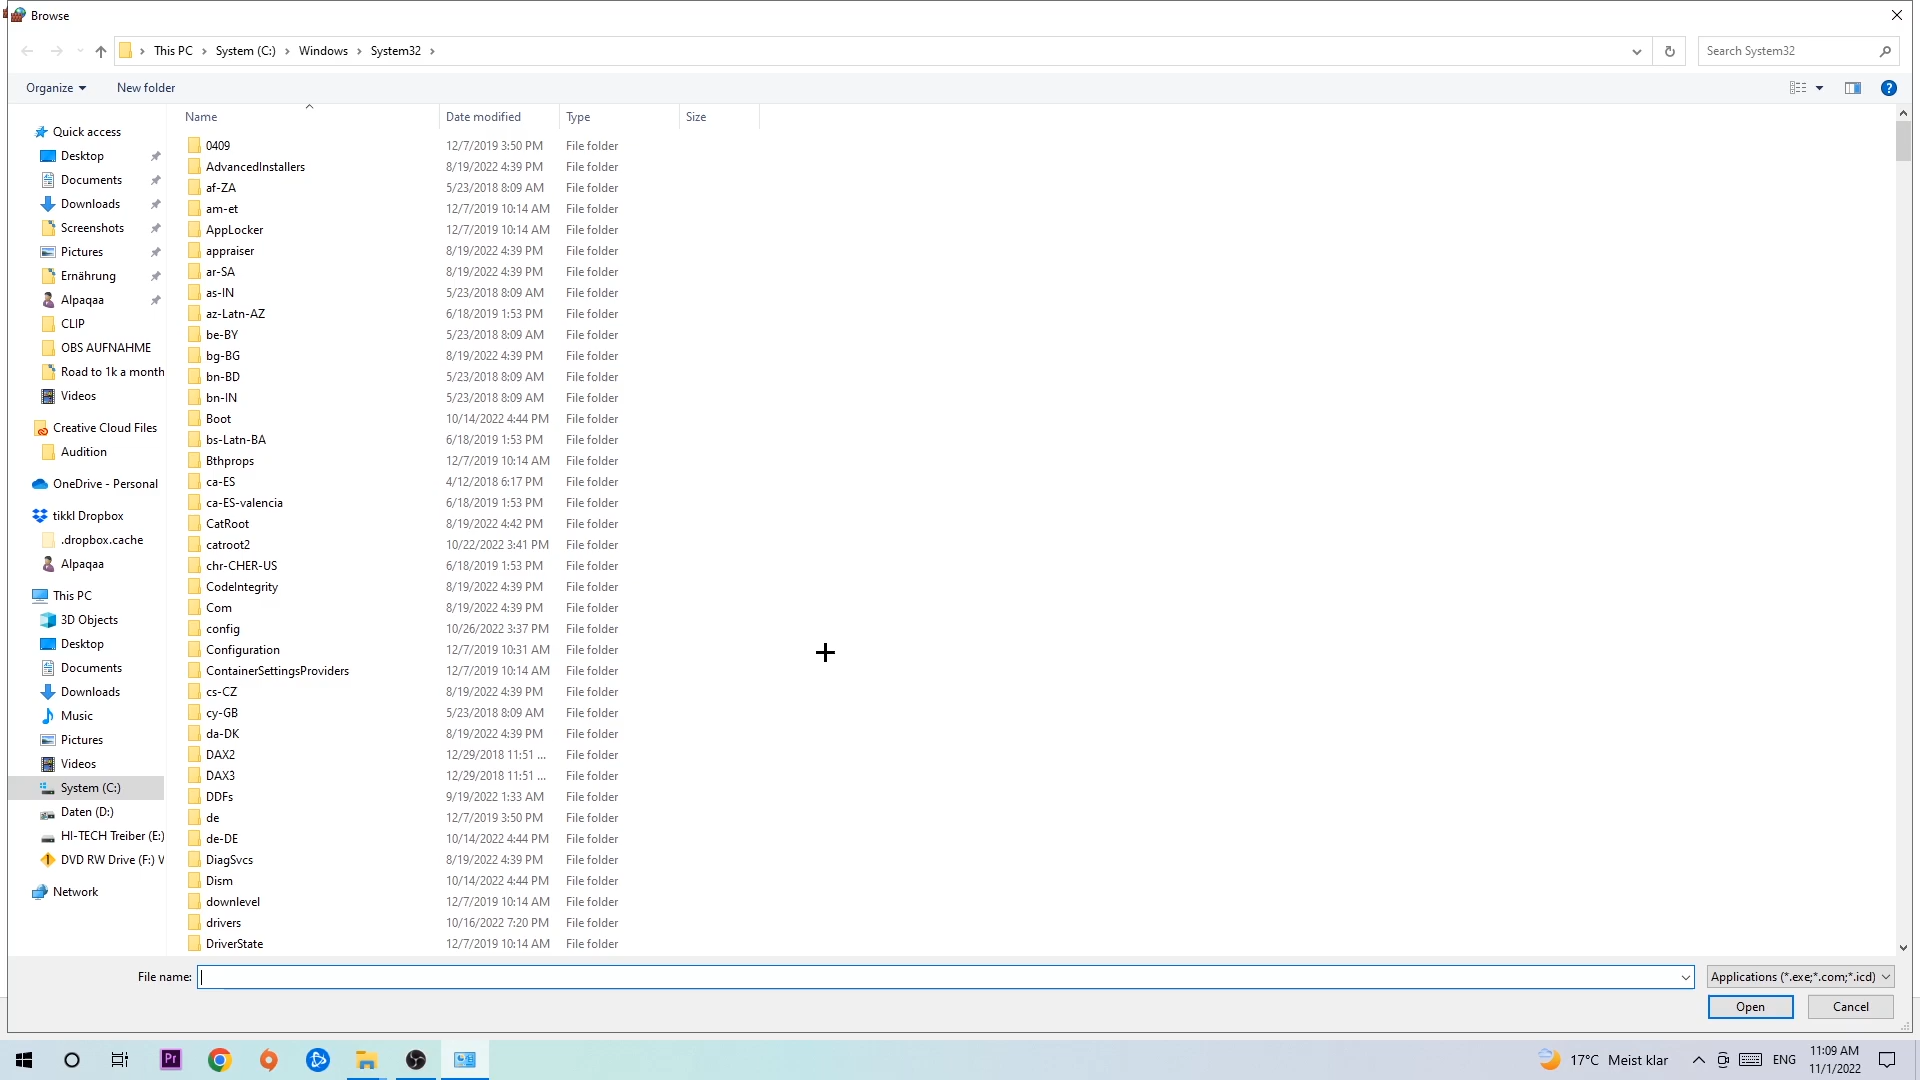 Browse
This PC > System (C:) > Windows > System32 >
Search System32
Organize
New folder
Name
Date modified
Type
Size
Quick access
Desktop
Documents
Downloads
Screenshots
Pictures
Ernährung
Alpaqaa
CLIP
OBS AUFNAHME
Road to 1k a month
Videos
Creative Cloud Files
Audition
OneDrive - Personal
tikkl Dropbox
.dropbox.cache
Alpaqaa
This PC
3D Objects
Desktop
Documents
Downloads
Music
Pictures
Videos
System (C:)
Daten (D:)
HI-TECH Treiber (E:)
DVD RW Drive (F:) V
Network
0409 12/7/2019 3:50 PM File folder
AdvancedInstallers 8/19/2022 4:39 PM File folder
af-ZA 5/23/2018 8:09 AM File folder
am-et 12/7/2019 10:14 AM File folder
AppLocker 12/7/2019 10:14 AM File folder
appraiser 8/19/2022 4:39 PM File folder
ar-SA 8/19/2022 4:39 PM File folder
as-IN 5/23/2018 8:09 AM File folder
az-Latn-AZ 6/18/2019 1:53 PM File folder
be-BY 5/23/2018 8:09 AM File folder
bg-BG 8/19/2022 4:39 PM File folder
bn-BD 5/23/2018 8:09 AM File folder
bn-IN 5/23/2018 8:09 AM File folder
Boot 10/14/2022 4:44 PM File folder
bs-Latn-BA 6/18/2019 1:53 PM File folder
Bthprops 12/7/2019 10:14 AM File folder
ca-ES 4/12/2018 6:17 PM File folder
ca-ES-valencia 6/18/2019 1:53 PM File folder
CatRoot 8/19/2022 4:42 PM File folder
catroot2 10/22/2022 3:41 PM File folder
chr-CHER-US 6/18/2019 1:53 PM File folder
CodeIntegrity 8/19/2022 4:39 PM File folder
Com 8/19/2022 4:39 PM File folder
config 10/26/2022 3:37 PM File folder
Configuration 12/7/2019 10:31 AM File folder
ContainerSettingsProviders 12/7/2019 10:14 AM File folder
cs-CZ 8/19/2022 4:39 PM File folder
cy-GB 5/23/2018 8:09 AM File folder
da-DK 8/19/2022 4:39 PM File folder
DAX2 12/29/2018 11:51 ... File folder
DAX3 12/29/2018 11:51 ... File folder
DDFs 9/19/2022 1:33 AM File folder
de 12/7/2019 3:50 PM File folder
de-DE 10/14/2022 4:44 PM File folder
DiagSvcs 8/19/2022 4:39 PM File folder
Dism 10/14/2022 4:44 PM File folder
downlevel 12/7/2019 10:14 AM File folder
drivers 10/16/2022 7:20 PM File folder
DriverState 12/7/2019 10:14 AM File folder
File name:
Applications (*.exe;*.com;*.icd)
Open
Cancel
Pr
17°C Meist klar
ENG
11:09 AM
11/1/2022